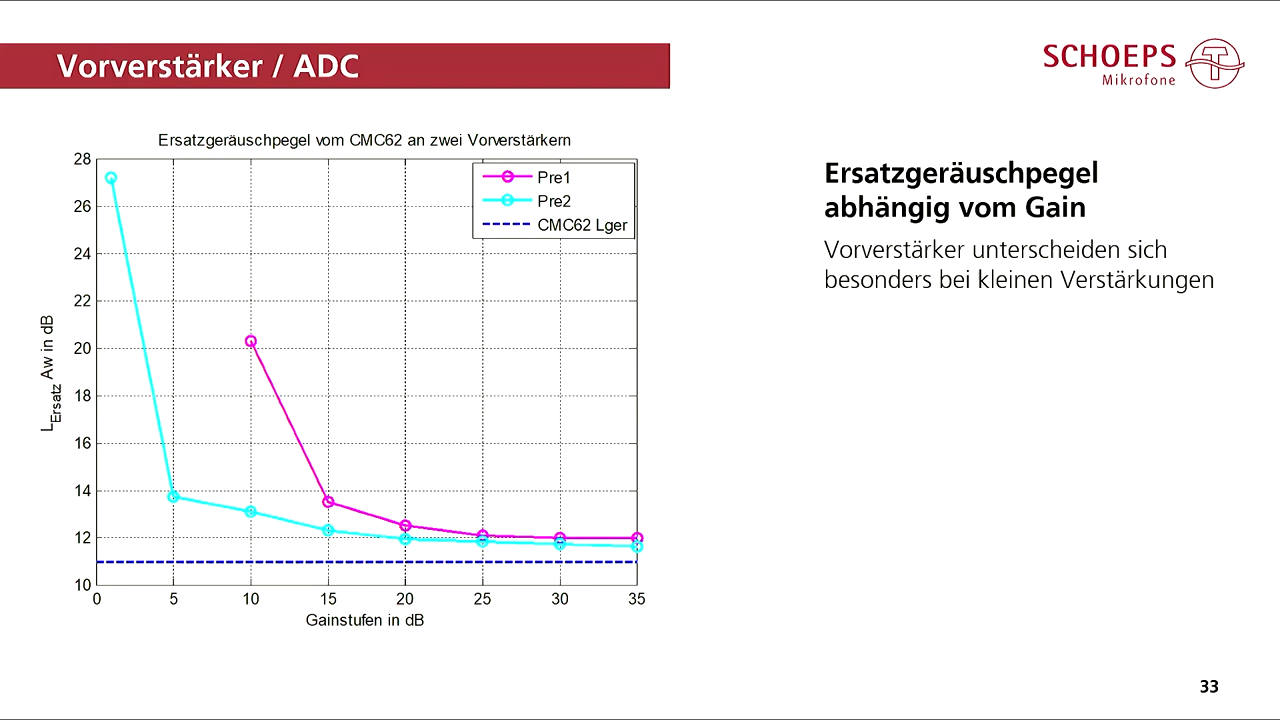 Vorverstärker / ADC
SCHOEPS
Mikrofone
Ersatzgeräuschpegel vom CMC62 an zwei Vorverstärkern
28
26
24
22
20
18
16
14
12
10
L_Ersatz Aw in dB
Pre1
Pre2
CMC62 Lger
0 5 10 15 20 25 30 35
Gainstufen in dB
Ersatzgeräuschpegel
abhängig vom Gain
Vorverstärker unterscheiden sich
besonders bei kleinen Verstärkungen
33